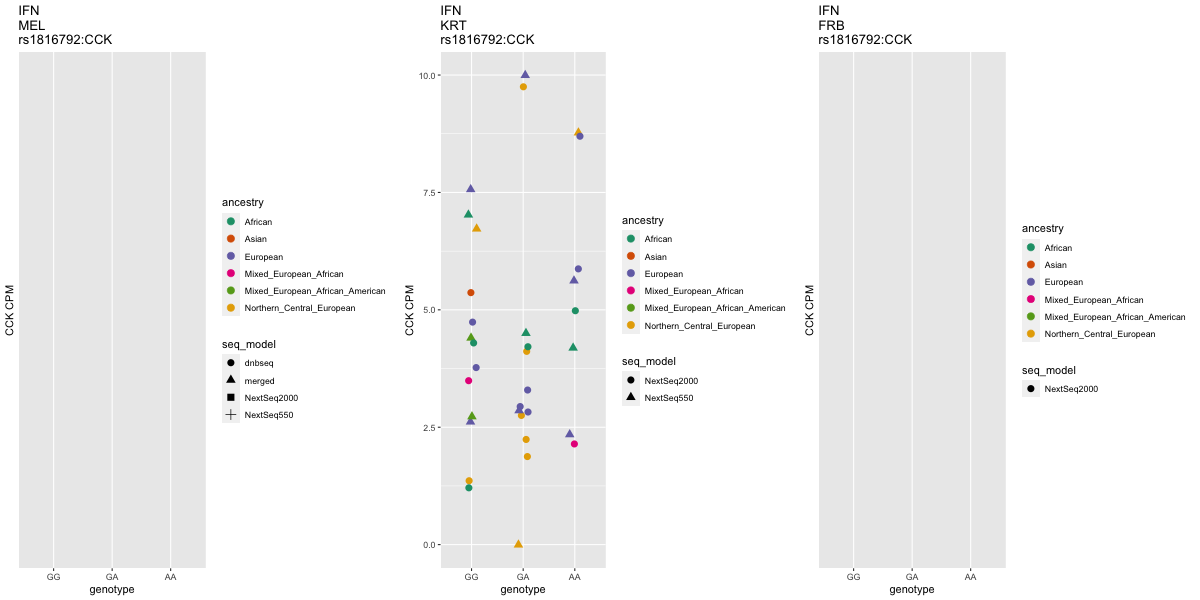 IFN
MEL
rs1816792:CCK
CCK CPM
GG
GA
AA
genotype
ancestry
African
Asian
European
Mixed_European_African
Mixed_European_African_American
Northern_Central_European
seq_model
dnbseq
merged
NextSeq2000
NextSeq550
IFN
KRT
rs1816792:CCK
CCK CPM
10.0
7.5
5.0
2.5
0.0
GG
GA
AA
genotype
ancestry
African
Asian
European
Mixed_European_African
Mixed_European_African_American
Northern_Central_European
seq_model
NextSeq2000
NextSeq550
IFN
FRB
rs1816792:CCK
CCK CPM
GG
GA
AA
genotype
ancestry
African
Asian
European
Mixed_European_African
Mixed_European_African_American
Northern_Central_European
seq_model
NextSeq2000